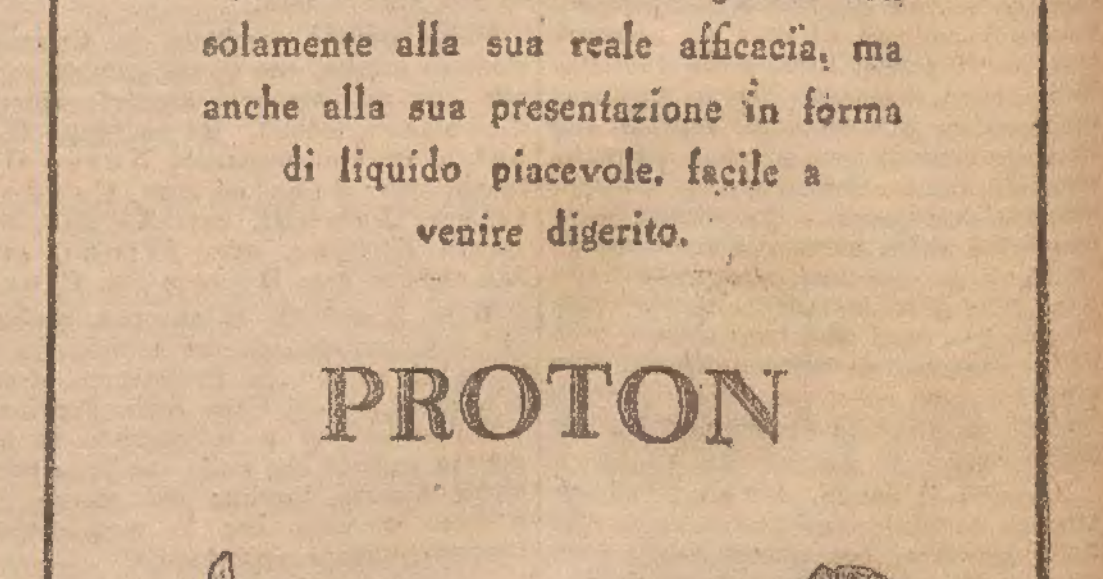 solamente alla sua reale afficacia, ma
anche alla sua presentazione in forma
di liquido piacevole, facile a
venire digerito.
PROTON